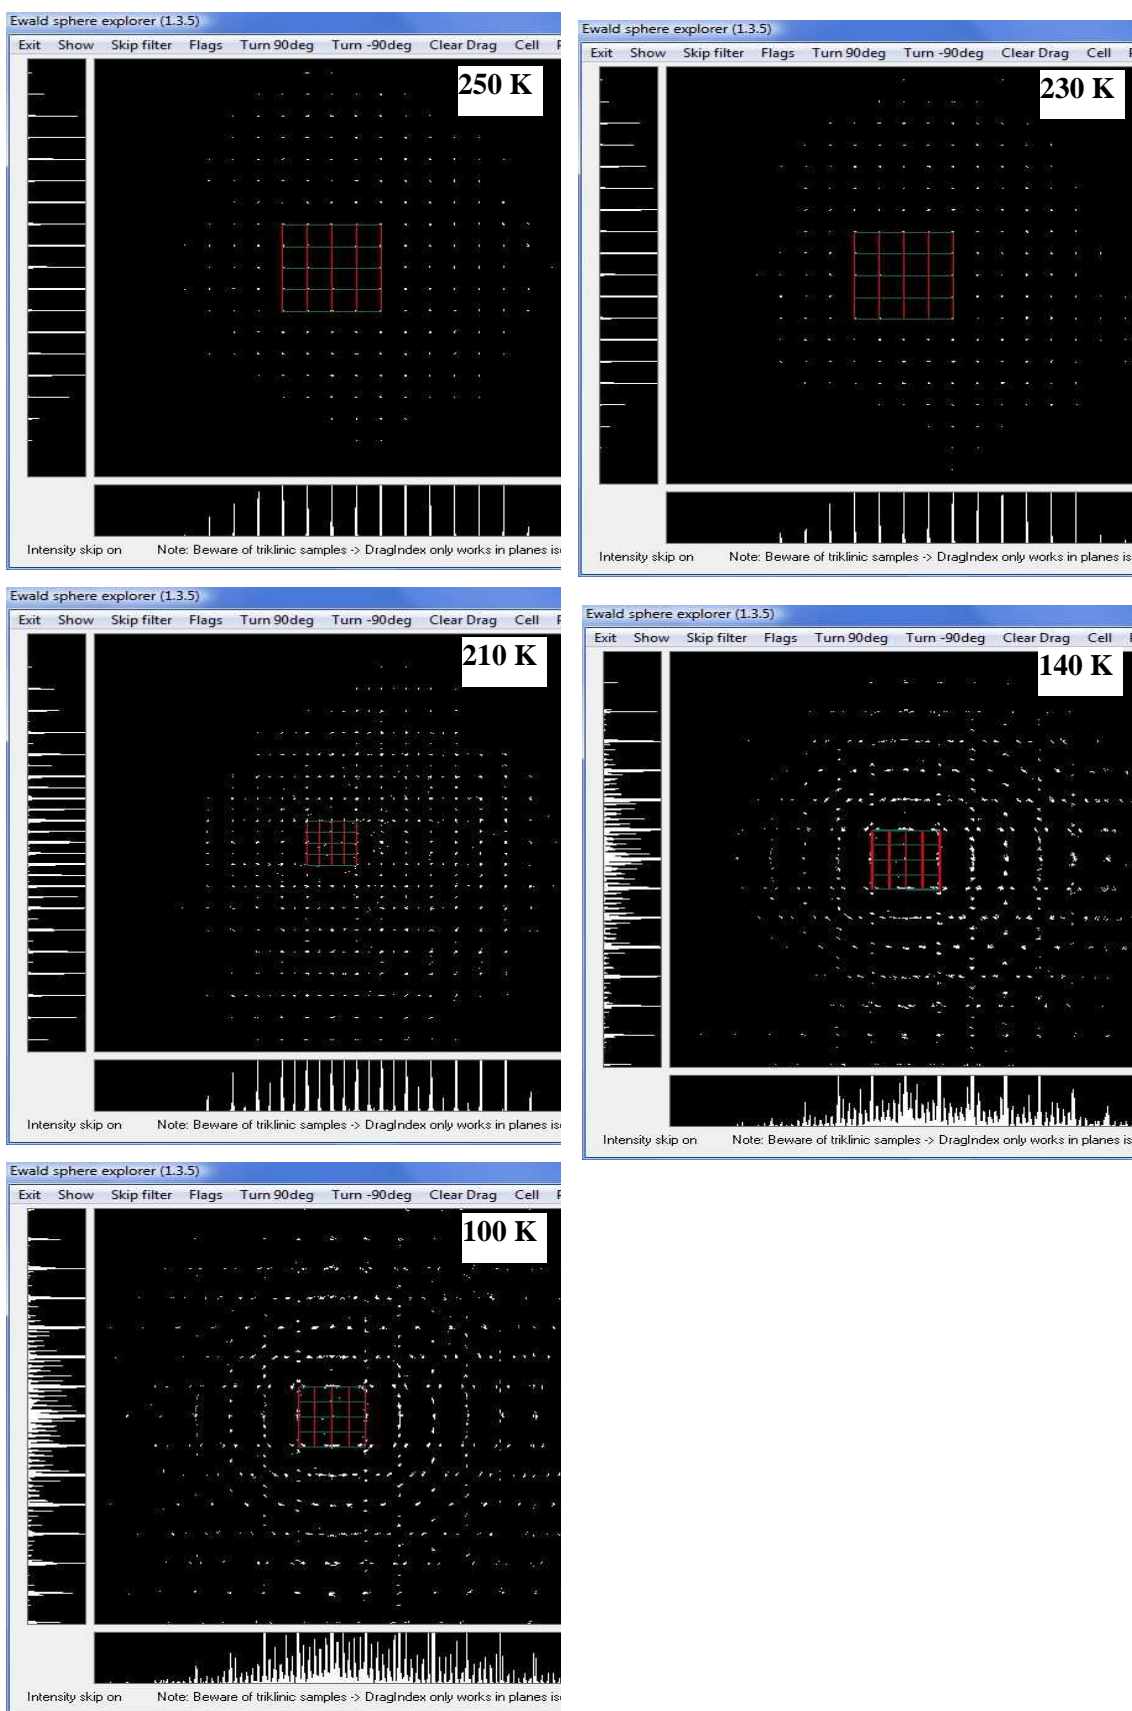 Ewald sphere explorer (1.3.5)
Exit Show Skip filter Flags Turn 90deg Turn -90deg Clear Drag Cell
250 K
Intensity skip on Note: Beware of triklinic samples -> DragIndex only works in planes is
Ewald sphere explorer (1.3.5)
Exit Show Skip filter Flags Turn 90deg Turn -90deg Clear Drag Cell
230 K
Intensity skip on Note: Beware of triklinic samples -> DragIndex only works in planes is
Ewald sphere explorer (1.3.5)
Exit Show Skip filter Flags Turn 90deg Turn -90deg Clear Drag Cell
210 K
Intensity skip on Note: Beware of triklinic samples -> DragIndex only works in planes is
Ewald sphere explorer (1.3.5)
Exit Show Skip filter Flags Turn 90deg Turn -90deg Clear Drag Cell
140 K
Intensity skip on Note: Beware of triklinic samples -> DragIndex only works in planes is
Ewald sphere explorer (1.3.5)
Exit Show Skip filter Flags Turn 90deg Turn -90deg Clear Drag Cell
100 K
Intensity skip on Note: Beware of triklinic samples -> DragIndex only works in planes is